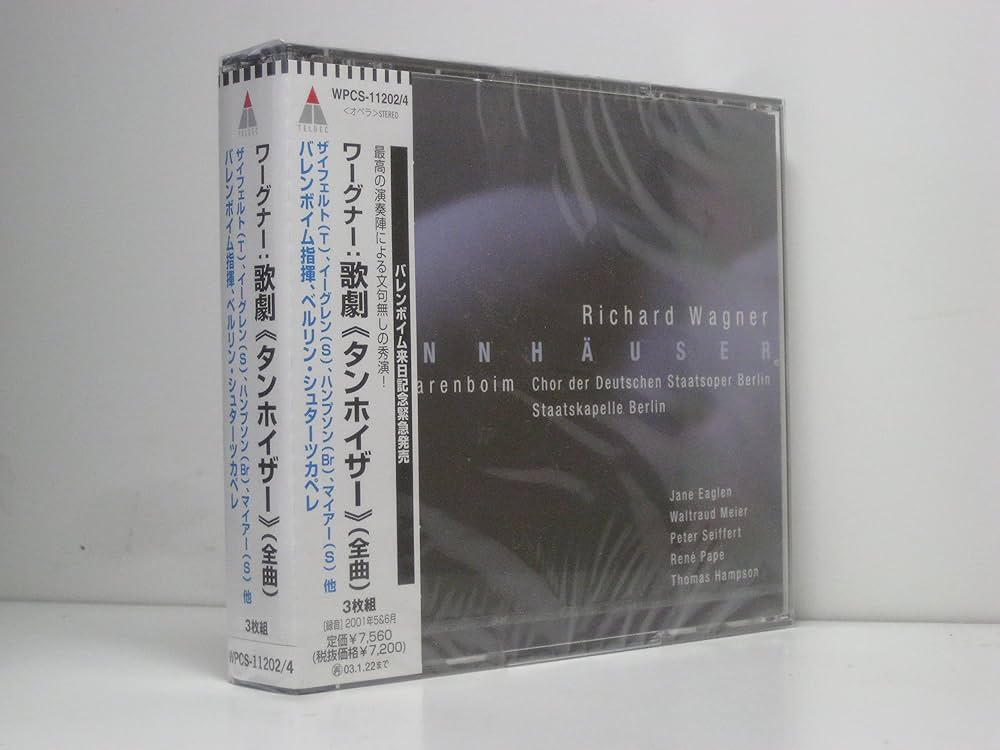 TELDEC
ワーグナー:歌劇《タンホイザー》(全曲)
ザイフェルト(T)、イーグレン(S)、ハンプソン(Br)、マイアー(S) 他
バレンボイム指揮、ベルリン・シュターツカペレ
3枚組
WPCS-11202/4
TELDEC
WPCS-11202/4
<オペラ>STEREO
バレンボイム来日記念緊急発売
最高の演奏陣による文句無しの秀演!
ワーグナー:歌劇《タンホイザー》(全曲)
ザイフェルト(T)、イーグレン(S)、ハンプソン(Br)、マイアー(S) 他
バレンボイム指揮、ベルリン・シュターツカペレ
3枚組
[録音] 2001年5&6月
定価¥7,560
(税抜価格¥7,200)
㊢03.1.22まで
Richard Wagner
NNHÄUSER
arenboim Chor der Deutschen Staatsoper Berlin
Staatskapelle Berlin
Jane Eaglen
Waltraud Meier
Peter Seiffert
René Pape
Thomas Hampson